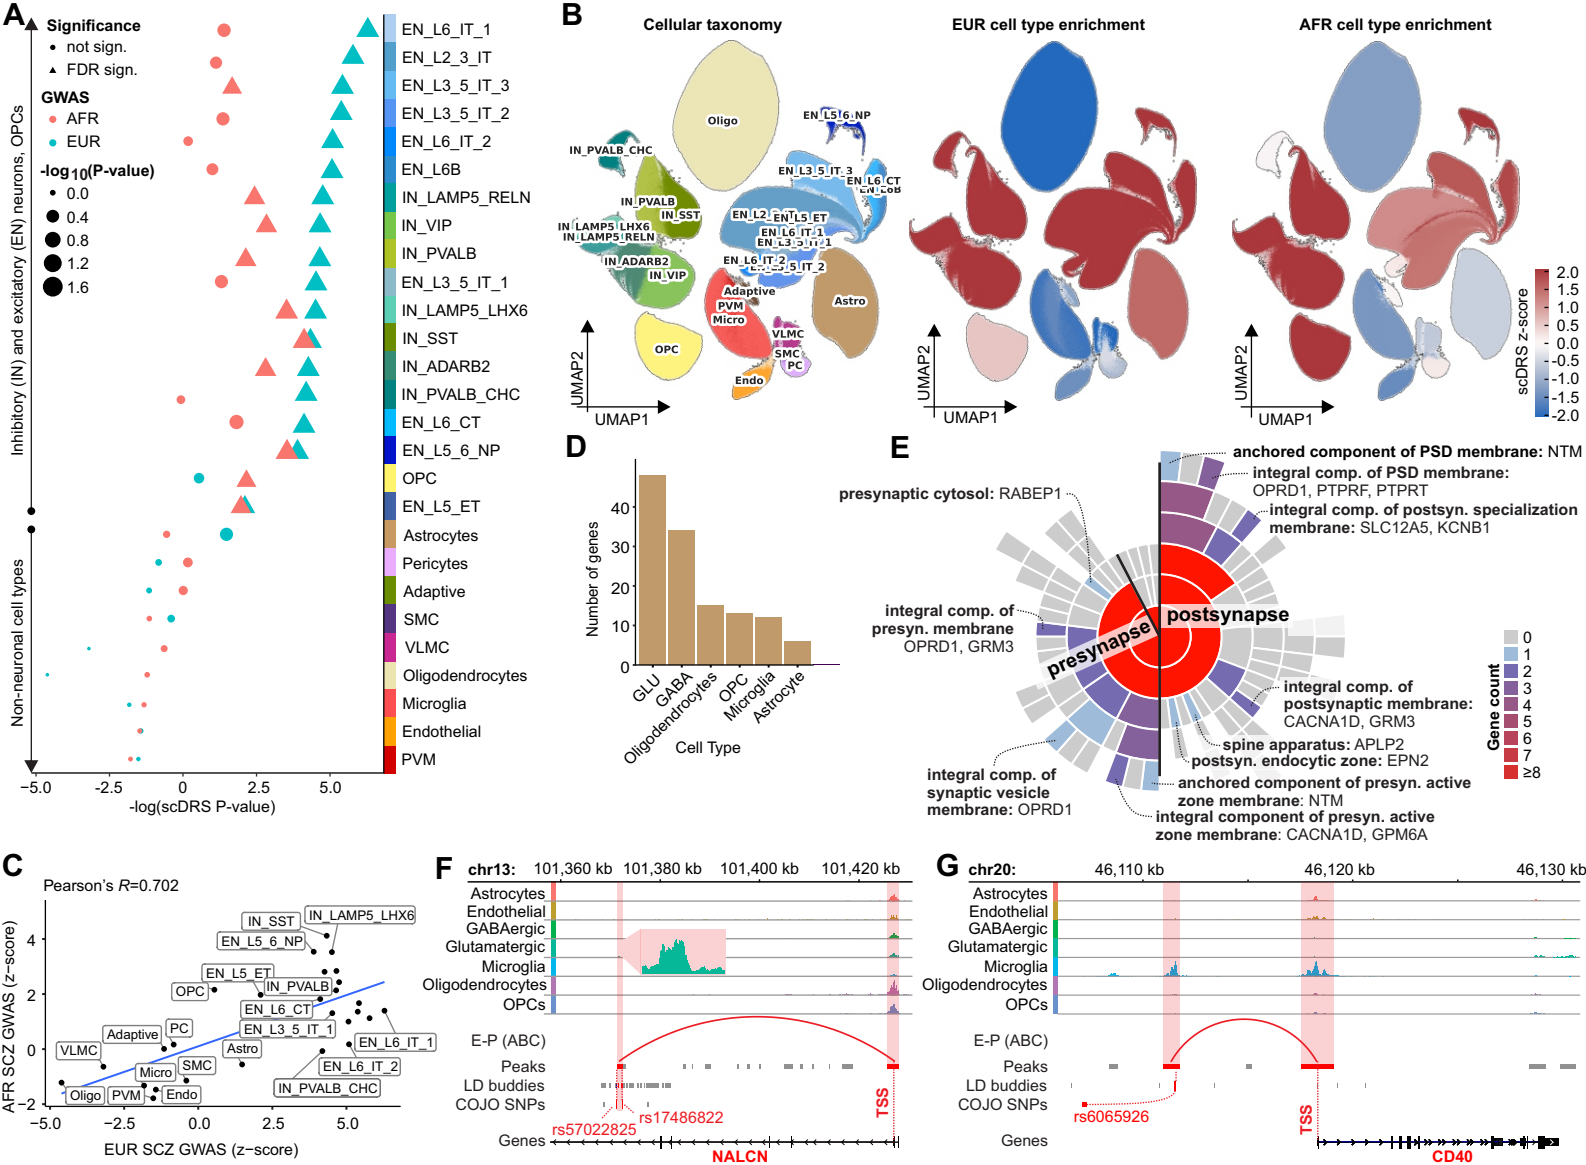 A
Significance
not sign.
FDR sign.
GWAS
AFR
EUR
-log10(P-value)
0.0
0.4
0.8
1.2
1.6
Inhibitory (IN) and excitatory (EN) neurons, OPCs
Non-neuronal cell types
EN_L6_IT_1
EN_L2_3_IT
EN_L3_5_IT_3
EN_L3_5_IT_2
EN_L6_IT_2
EN_L6B
IN_LAMP5_RELN
IN_VIP
IN_PVALB
EN_L3_5_IT_1
IN_LAMP5_LHX6
IN_SST
IN_ADARB2
IN_PVALB_CHC
EN_L6_CT
EN_L5_6_NP
OPC
EN_L5_ET
Astrocytes
Pericytes
Adaptive
SMC
VLMC
Oligodendrocytes
Microglia
Endothelial
PVM
−5.0 −2.5 0 2.5 5.0
-log(scDRS P-value)
B
Cellular taxonomy
EUR cell type enrichment
AFR cell type enrichment
Oligo
EN_L5_6_NP
IN_PVALB_CHC
EN_L3_5_IT_3
EN_L6_CT
EN_L6B
IN_PVALB
IN_SST
EN_L2_3_IT
EN_L5_ET
IN_LAMP5_LHX6
IN_LAMP5_RELN
EN_L6_IT_1
EN_L3_5_IT_1
IN_ADARB2
IN_VIP
EN_L6_IT_2
EN_L3_5_IT_2
Adaptive
PVM
Micro
Astro
OPC
VLMC
SMC
PC
Endo
UMAP2
UMAP1
UMAP2
UMAP1
UMAP2
UMAP1
scDRS z-score
2.0
1.5
1.0
0.5
0.0
-0.5
-1.0
-1.5
-2.0
C
Pearson's R=0.702
AFR SCZ GWAS (z−score)
4
2
0
−2
IN_SST
IN_LAMP5_LHX6
EN_L5_6_NP
EN_L5_ET
OPC
IN_PVALB
EN_L6_CT
Adaptive
PC
EN_L3_5_IT_1
VLMC
Astro
EN_L6_IT_1
Micro
SMC
EN_L6_IT_2
Oligo
PVM
Endo
IN_PVALB_CHC
−5.0 −2.5 0.0 2.5 5.0
EUR SCZ GWAS (z−score)
D
Number of genes
40
30
20
10
0
GLU
GABA
Oligodendrocytes
OPC
Microglia
Astrocyte
Cell Type
E
anchored component of PSD membrane: NTM
integral comp. of PSD membrane:
OPRD1, PTPRF, PTPRT
integral comp. of postsyn. specialization
membrane: SLC12A5, KCNB1
presynaptic cytosol: RABEP1
integral comp. of
presyn. membrane
OPRD1, GRM3
presynapse
postsynapse
integral comp. of
postsynaptic membrane:
CACNA1D, GRM3
spine apparatus: APLP2
postsyn. endocytic zone: EPN2
integral comp. of
synaptic vesicle
membrane: OPRD1
anchored component of presyn. active
zone membrane: NTM
integral component of presyn. active
zone membrane: CACNA1D, GPM6A
Gene count
0
1
2
3
4
5
6
7
≥8
F
chr13: 101,360 kb 101,380 kb 101,400 kb 101,420 kb
Astrocytes
Endothelial
GABAergic
Glutamatergic
Microglia
Oligodendrocytes
OPCs
E-P (ABC)
Peaks
LD buddies
COJO SNPs
rs57022825
rs17486822
TSS
Genes
NALCN
G
chr20: 46,110 kb 46,120 kb 46,130 kb
Astrocytes
Endothelial
GABAergic
Glutamatergic
Microglia
Oligodendrocytes
OPCs
E-P (ABC)
Peaks
LD buddies
COJO SNPs
rs6065926
TSS
Genes
CD40